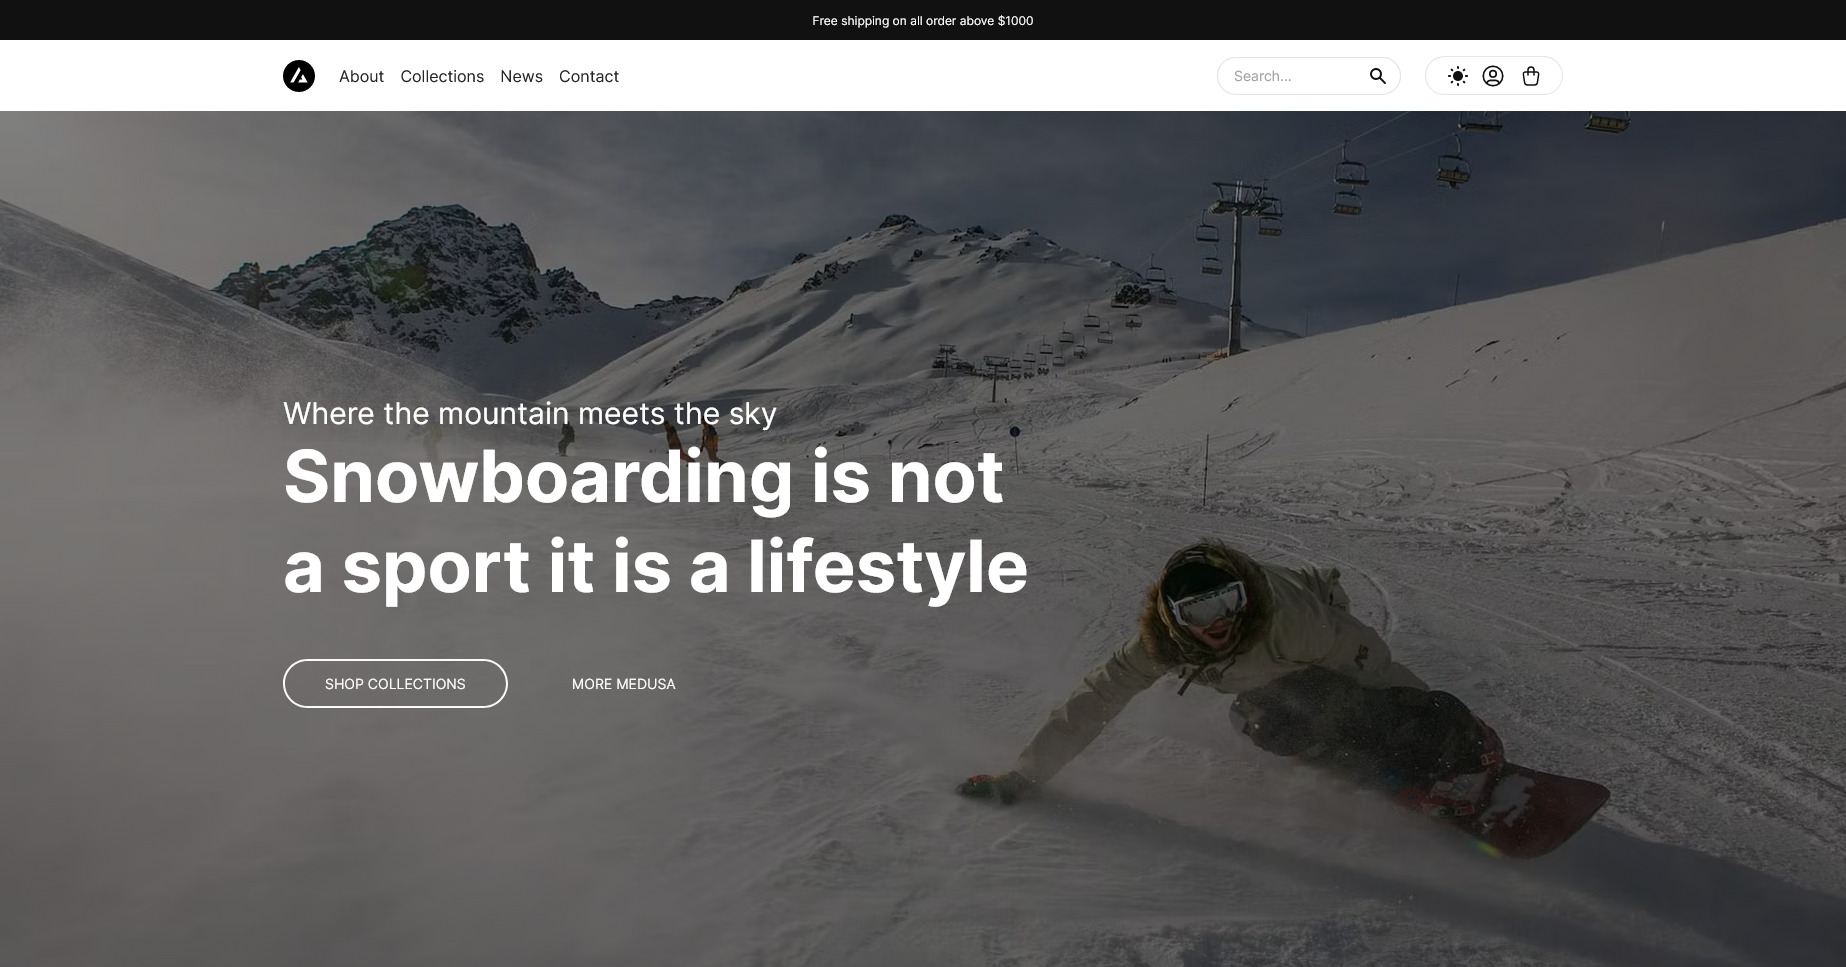 Free shipping on all order above $1000
About Collections News Contact
Search...
Where the mountain meets the sky
Snowboarding is not
a sport it is a lifestyle
SHOP COLLECTIONS
MORE MEDUSA